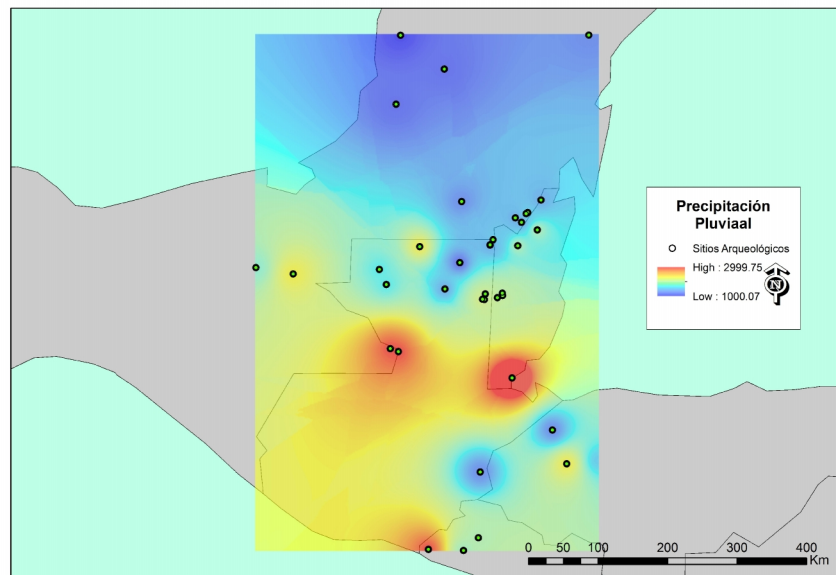 Precipitación
Pluviaal
Sitios Arqueológicos
High : 2999.75
Low : 1000.07
N
0 50 100 200 300 400
Km